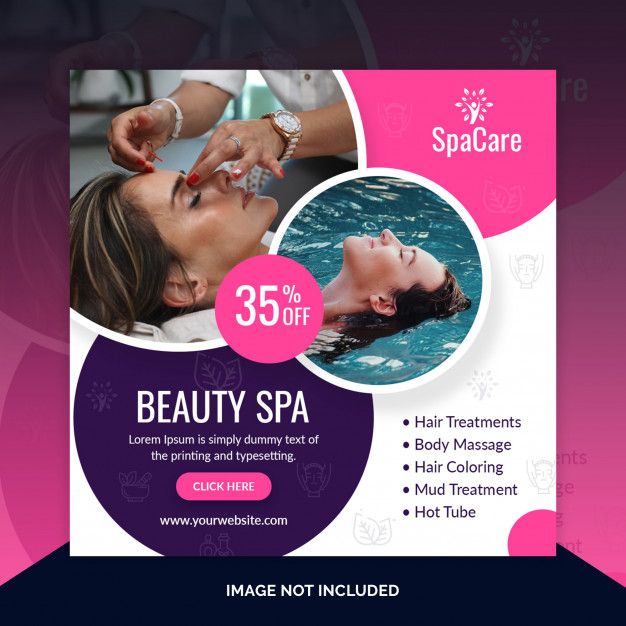 SpaCare
35% OFF
BEAUTY SPA
Lorem Ipsum is simply dummy text of
the printing and typesetting.
CLICK HERE
www.yourwebsite.com
• Hair Treatments
• Body Massage
• Hair Coloring
• Mud Treatment
• Hot Tube
IMAGE NOT INCLUDED